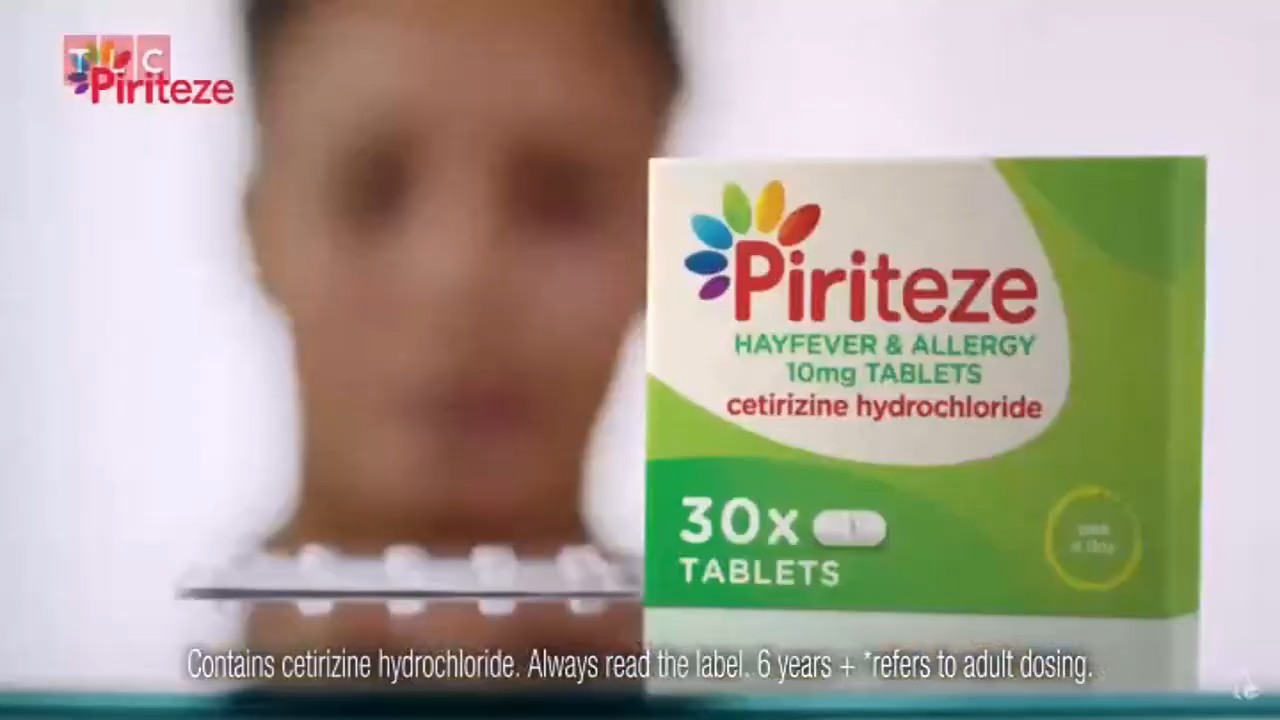 TLC
Piriteze
Piriteze
HAYFEVER & ALLERGY
10mg TABLETS
cetirizine hydrochloride
30x
TABLETS
Contains cetirizine hydrochloride. Always read the label. 6 years + *refers to adult dosing.